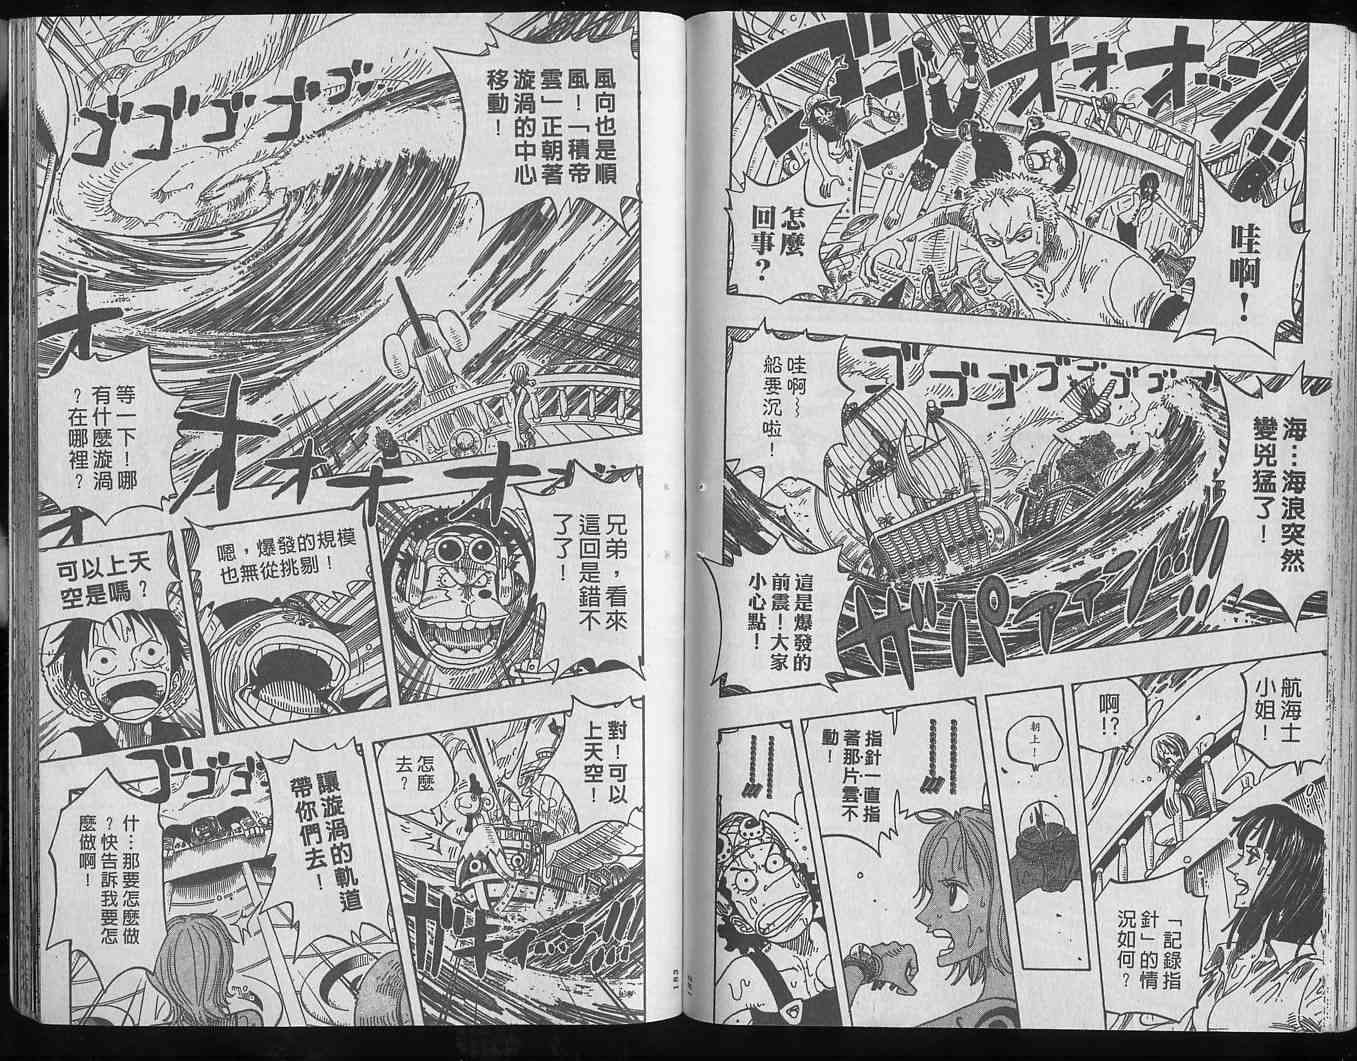 ドォオオオッン!!
哇啊！
怎麼
回事？
ゴゴゴゴゴゴゴ
海…海浪突然
變兇猛了！
哇啊～
船要沉啦！
這是爆發的
前震！大家
小心點！
ザパァァン!!!
航海士
小姐！
啊!?
「記錄指
針」的情
況如何？
朝上！
指針一直指
著那片雲不
動！
風向也是順
風！「積帝
雲」正朝著
漩渦的中心
移動！
ゴゴゴゴゴ
オオオオオオ
等一下！哪
有什麼漩渦
？在哪裡？
兄弟，看來
這回是錯不
了了！
嗯，爆發的規模
也無從挑剔！
可以上天
空是嗎？
對！可以
上天空！
怎麼
去？
讓漩渦的軌道
帶你們去！
ゴゴゴゴ
什…那要怎麼做
？快告訴我要怎
麼做啊！